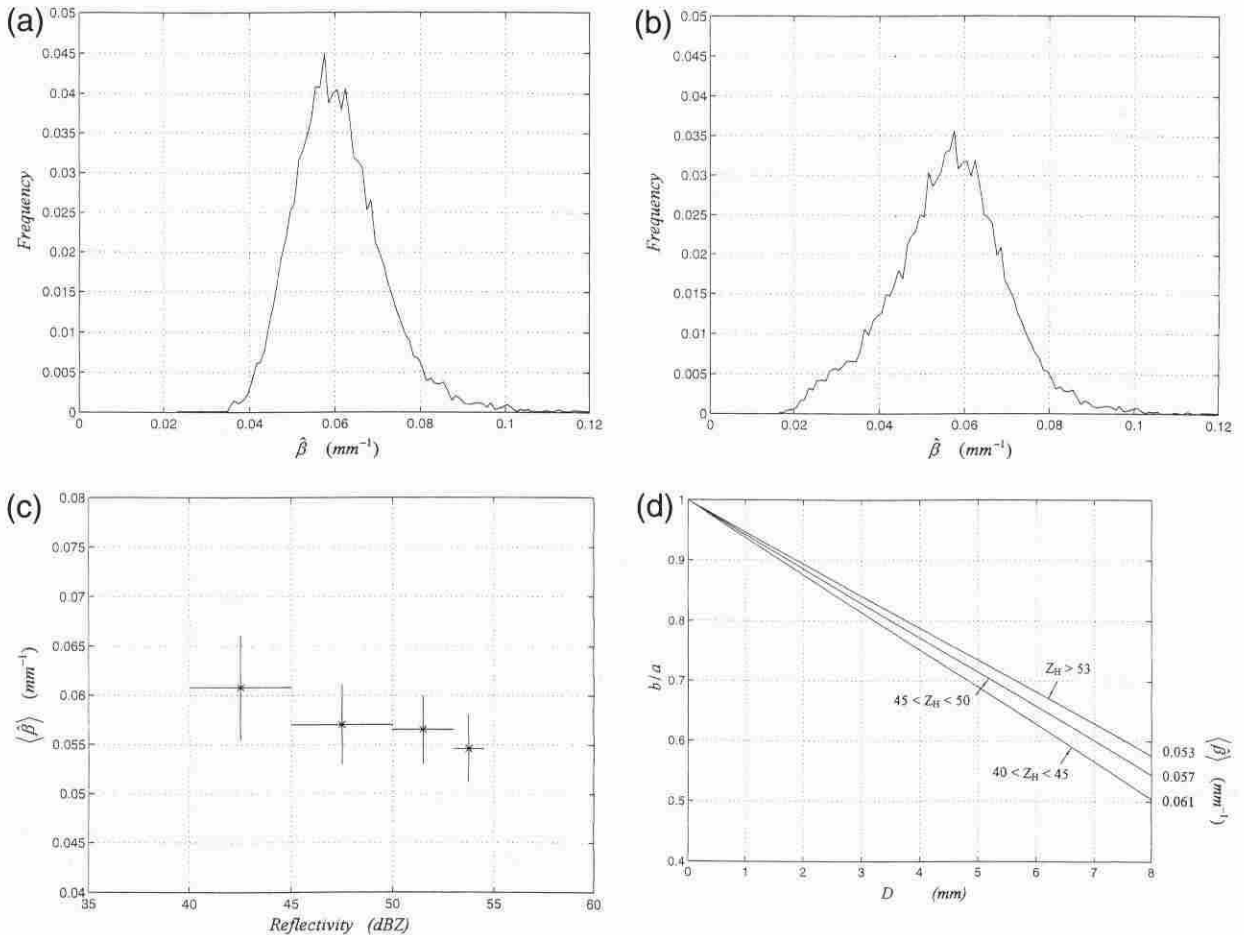 (a)
0.05
0.045
0.04
0.035
0.03
0.025
0.02
0.015
0.01
0.005
0
Frequency
0 0.02 0.04 0.06 0.08 0.1 0.12
β̂ (mm⁻¹)
(b)
0.05
0.045
0.04
0.035
0.03
0.025
0.02
0.015
0.01
0.005
0
Frequency
0 0.02 0.04 0.06 0.08 0.1 0.12
β̂ (mm⁻¹)
(c)
0.08
0.075
0.07
0.065
0.06
0.055
0.05
0.045
0.04
⟨β̂⟩ (mm⁻¹)
35 40 45 50 55 60
Reflectivity (dBZ)
(d)
1
0.9
0.8
0.7
0.6
0.5
0.4
b/a
Z_H > 53
45 < Z_H < 50
40 < Z_H < 45
0.053
0.057
0.061
⟨β̂⟩ (mm⁻¹)
0 1 2 3 4 5 6 7 8
D (mm)